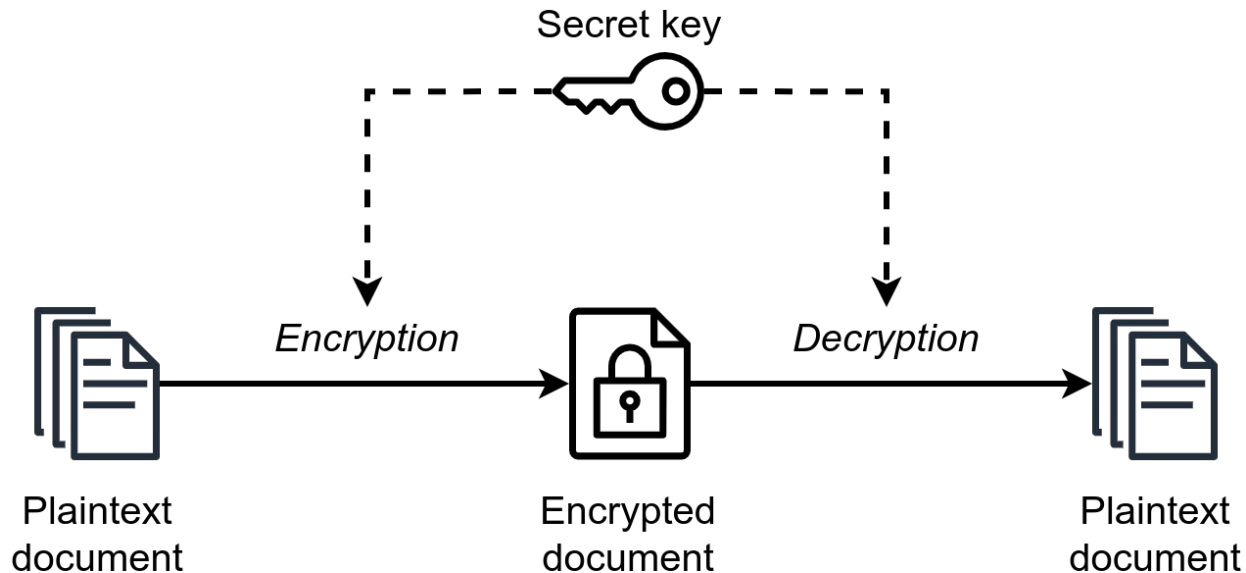 Secret key
Encryption
Decryption
Plaintext
document
Encrypted
document
Plaintext
document